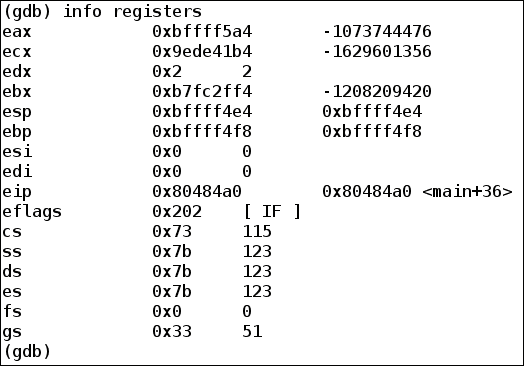 (gdb) info registers
eax 0xbffff5a4 -1073744476
ecx 0x9ede41b4 -1629601356
edx 0x2 2
ebx 0xb7fc2ff4 -1208209420
esp 0xbffff4e4 0xbffff4e4
ebp 0xbffff4f8 0xbffff4f8
esi 0x0 0
edi 0x0 0
eip 0x80484a0 0x80484a0 <main+36>
eflags 0x202 [ IF ]
cs 0x73 115
ss 0x7b 123
ds 0x7b 123
es 0x7b 123
fs 0x0 0
gs 0x33 51
(gdb)